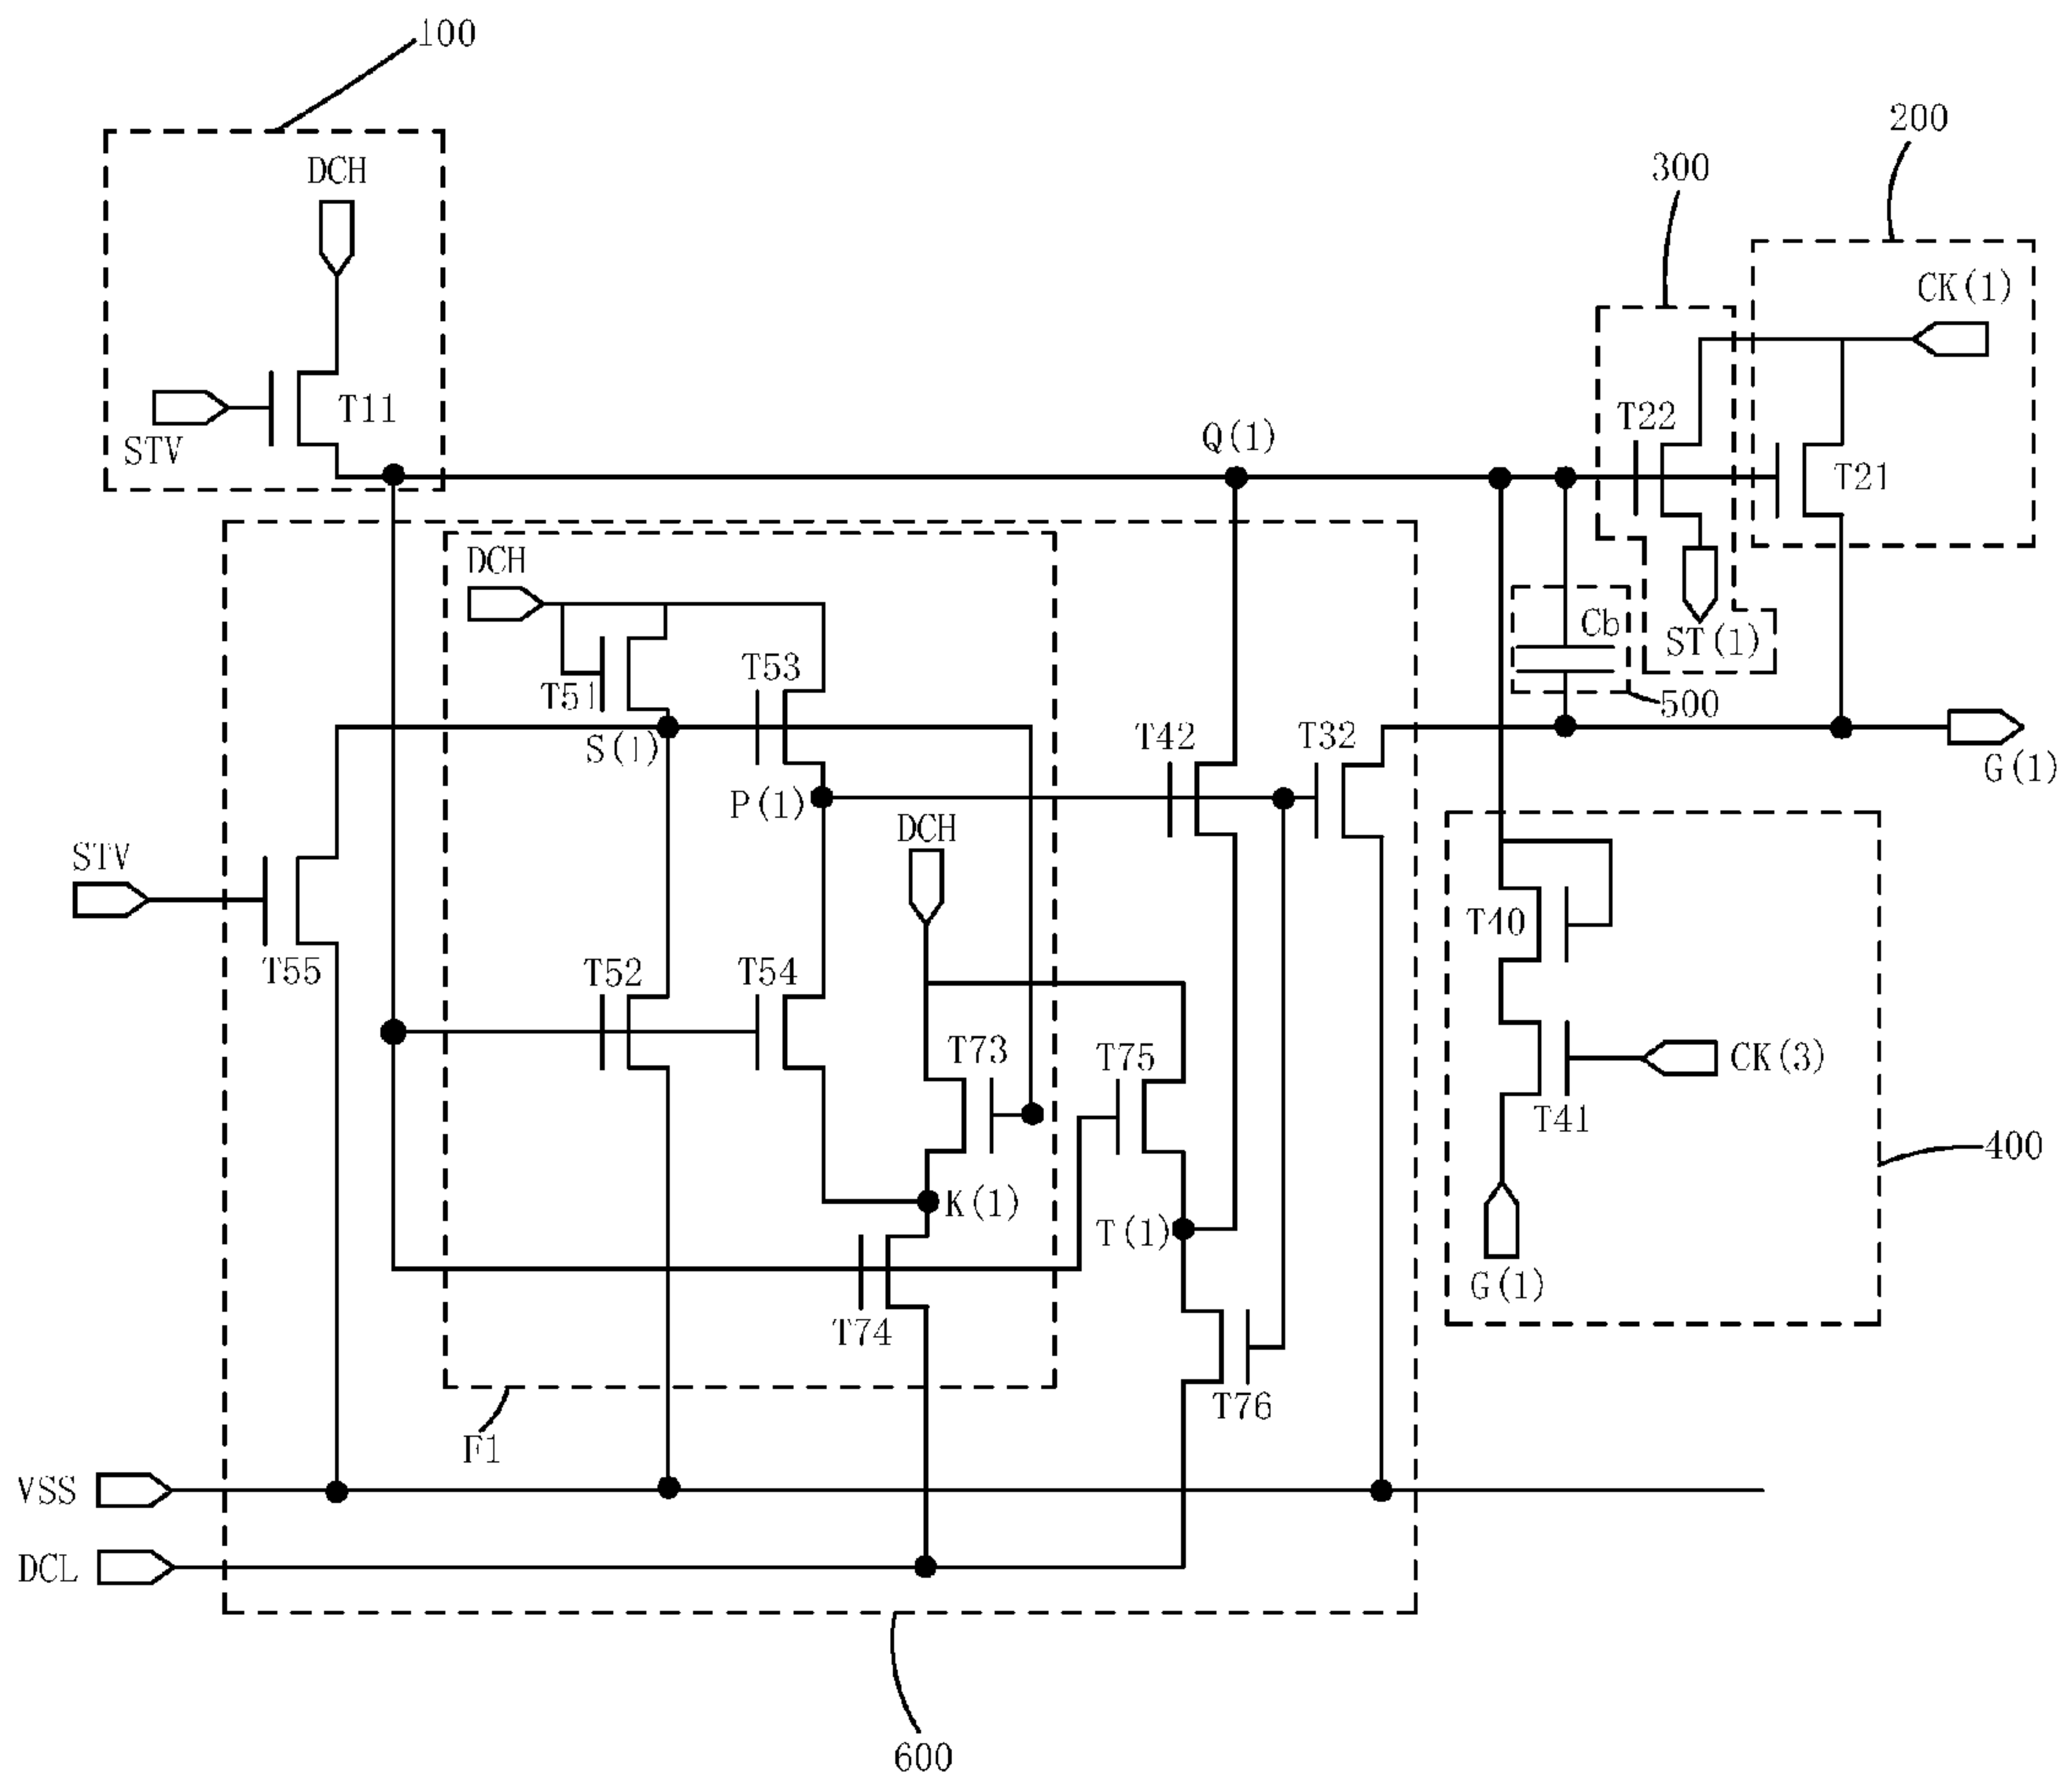 100
200
DCH
300
CK(1)
T11
T22
STV
Q(1)
T21
DCH
Cb
ST(1)
T53
T51
500
S(1)
T42
T32
G(1)
P(1)
DCH
STV
T40
T55
T52
T54
T73
T75
CK(3)
T41
400
K(1)
T(1)
G(1)
T74
T76
F1
VSS
DCL
600